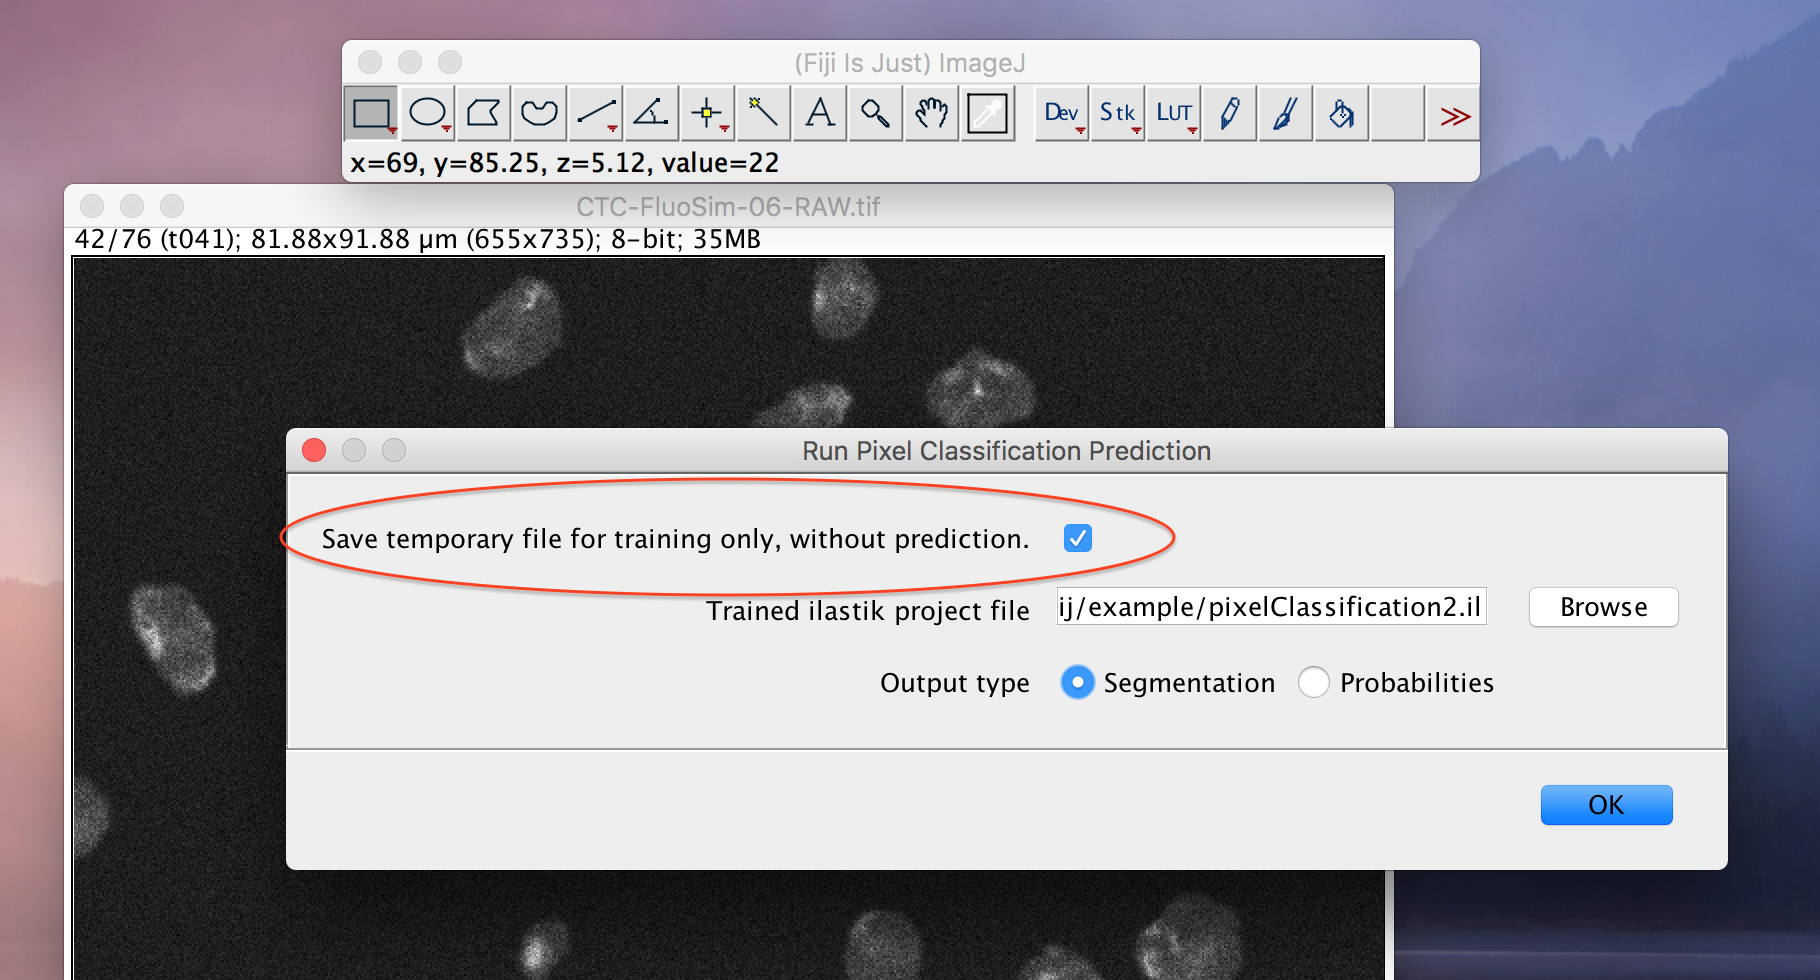 (Fiji Is Just) ImageJ
A Dev Stk LUT >>
x=69, y=85.25, z=5.12, value=22
CTC-FluoSim-06-RAW.tif
42/76 (t041); 81.88x91.88 µm (655x735); 8-bit; 35MB
Run Pixel Classification Prediction
Save temporary file for training only, without prediction.
Trained ilastik project file ij/example/pixelClassification2.il Browse
Output type Segmentation Probabilities
OK